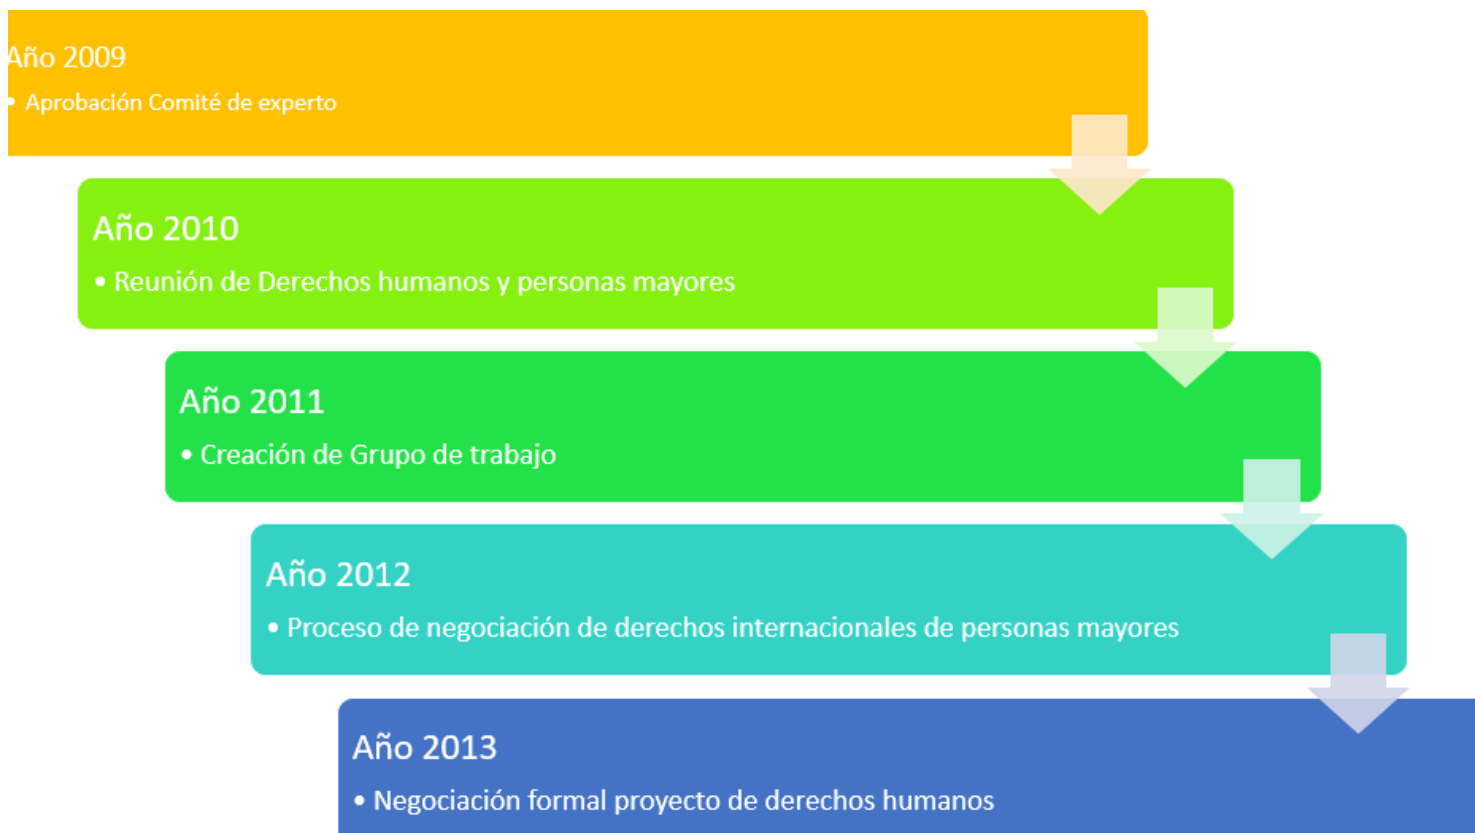 Año 2009
• Aprobación Comité de experto
Año 2010
• Reunión de Derechos humanos y personas mayores
Año 2011
• Creación de Grupo de trabajo
Año 2012
• Proceso de negociación de derechos internacionales de personas mayores
Año 2013
• Negociación formal proyecto de derechos humanos